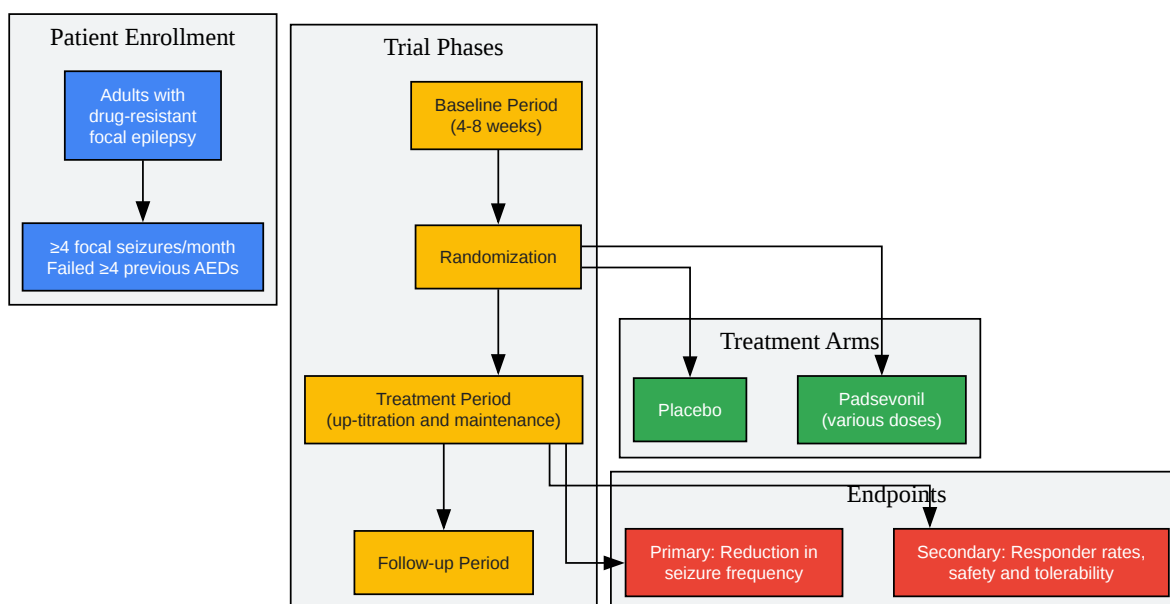 Patient Enrollment
Adults with
drug-resistant
focal epilepsy
≥4 focal seizures/month
Failed ≥4 previous AEDs
Trial Phases
Baseline Period
(4-8 weeks)
Randomization
Treatment Period
(up-titration and maintenance)
Follow-up Period
Treatment Arms
Placebo
Padsevonil
(various doses)
Endpoints
Primary: Reduction in
seizure frequency
Secondary: Responder rates,
safety and tolerability